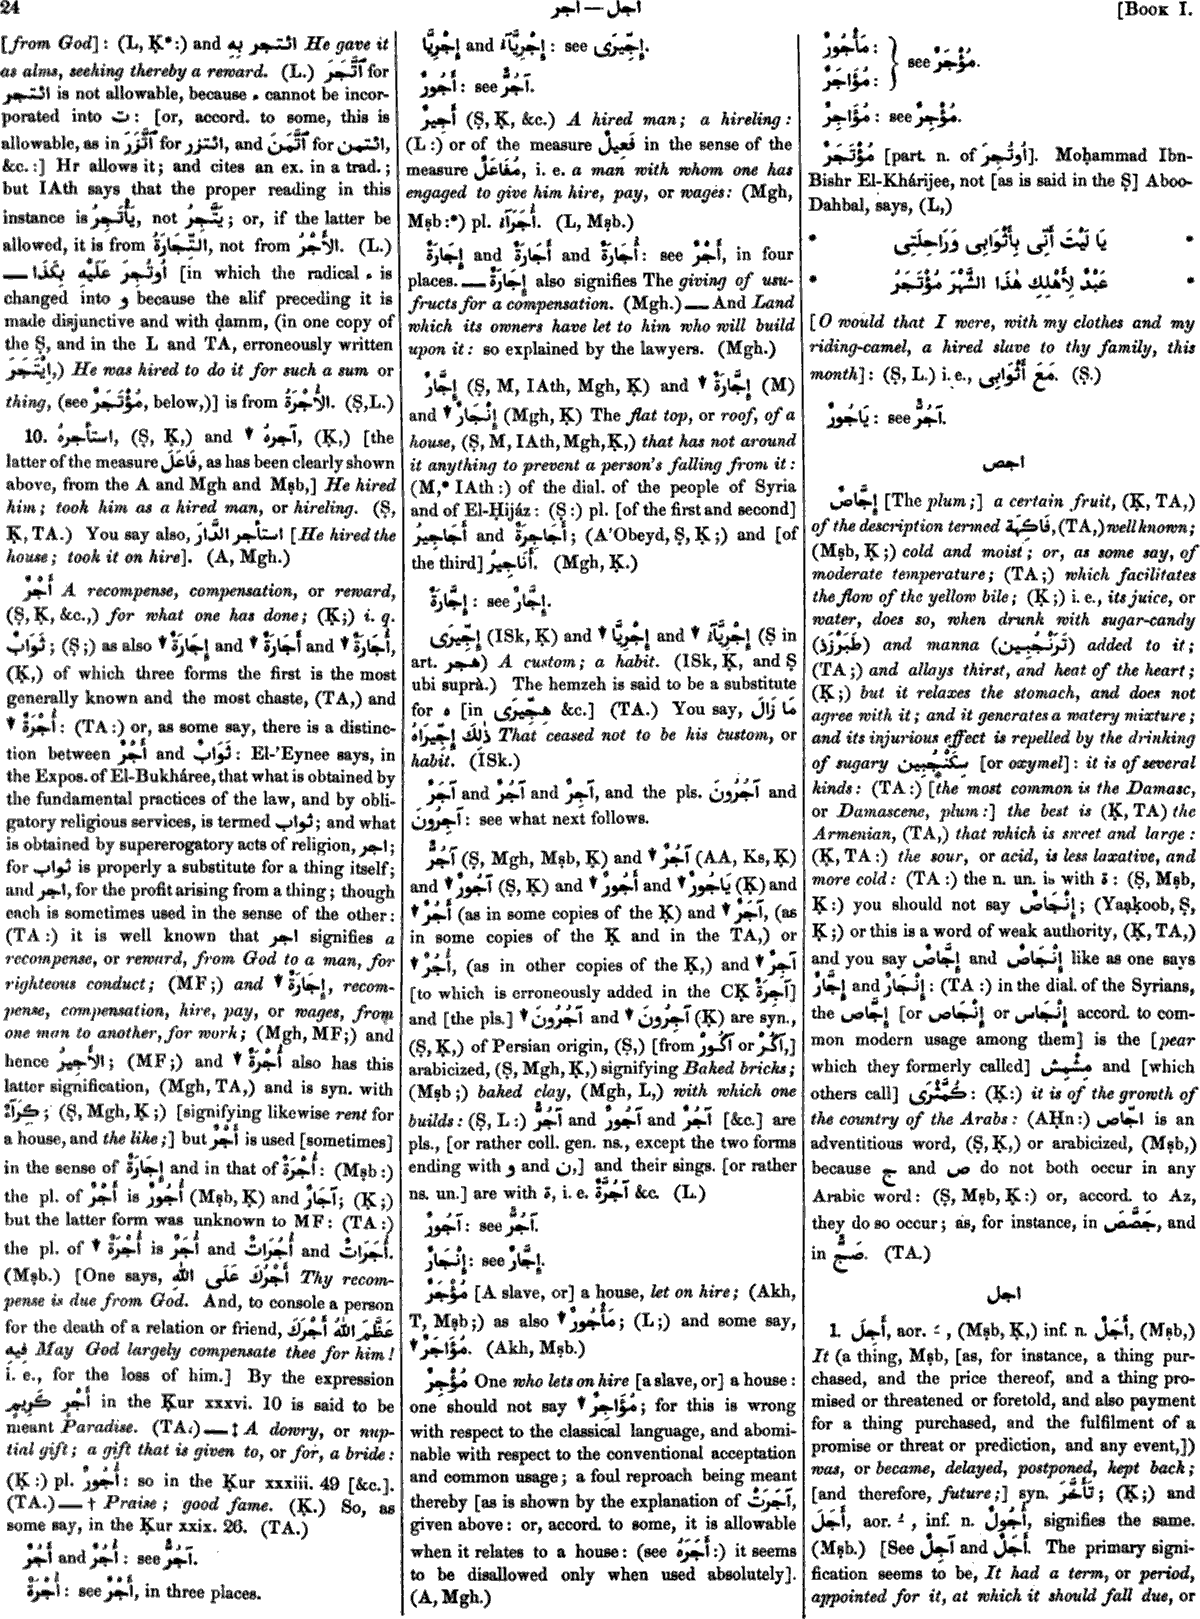 24
اجل — اجر
[BOOK I.
[from God]: (L, Ḳ*:) and ائتجر بِهِ He gave it
as alms, seeking thereby a reward. (L.) اِتَّجَرَ for
ائتجر is not allowable, because ء cannot be incor-
porated into ت: [or, accord. to some, this is
allowable, as in اِتَّزَرَ for ائتزر, and اِتَّمَنَ for ائتمن,
&c.:] Hr allows it; and cites an ex. in a trad.;
but IAth says that the proper reading in this
instance is يَأْتَجِرُ, not يَتَّجِرُ; or, if the latter be
allowed, it is from التِّجَارَةُ, not from الأَجْرُ. (L.)
— اُوتُجِرَ عَلَيْهِ بِكَذَا [in which the radical ء is
changed into و because the alif preceding it is
made disjunctive and with ḍamm, (in one copy of
the Ṣ, and in the L and TA, erroneously written
اِيْتَجَرَ,) He was hired to do it for such a sum or
thing, (see مُؤْتَجَرٌ, below,)] is from الأُجْرَةُ. (Ṣ, L.)
10. استأجرهُ, (Ṣ, Ḳ,) and ▾ آجرهُ, (Ḳ,) [the
latter of the measure فَاعَلَ, as has been clearly shown
above, from the A and Mgh and Mṣb,] He hired
him; took him as a hired man, or hireling. (Ṣ,
Ḳ, TA.) You say also, استأجر الدَّارَ [He hired the
house; took it on hire]. (A, Mgh.)
أَجْرٌ A recompense, compensation, or reward,
(Ṣ, Ḳ, &c.,) for what one has done; (Ḳ;) i. q.
ثَوَابٌ; (Ṣ;) as also ▾ إِجَارَةٌ and ▾ أَجَارَةٌ and ▾ أُجَارَةٌ,
(Ḳ,) of which three forms the first is the most
generally known and the most chaste, (TA,) and
▾ أُجْرَةٌ: (TA:) or, as some say, there is a distinc-
tion between أَجْرٌ and ثَوَابٌ: El-'Eynee says, in
the Expos. of El-Bukháree, that what is obtained by
the fundamental practices of the law, and by obli-
gatory religious services, is termed ثواب; and what
is obtained by supererogatory acts of religion, اجر;
for ثواب is properly a substitute for a thing itself;
and اجر, for the profit arising from a thing; though
each is sometimes used in the sense of the other:
(TA:) it is well known that اجر signifies a
recompense, or reward, from God to a man, for
righteous conduct; (MF;) and ▾ إِجَارَةٌ, recom-
pense, compensation, hire, pay, or wages, from
one man to another, for work; (Mgh, MF;) and
hence الأَجِيرُ; (MF;) and ▾ أُجْرَةٌ also has this
latter signification, (Mgh, TA,) and is syn. with
كِرَآءٌ; (Ṣ, Mgh, Ḳ;) [signifying likewise rent for
a house, and the like;] but أَجْرٌ is used [sometimes]
in the sense of إِجَارَةٌ and in that of أُجْرَةٌ: (Mṣb:)
the pl. of أَجْرٌ is أُجُورٌ (Mṣb, Ḳ) and آجَارٌ; (Ḳ;)
but the latter form was unknown to MF: (TA:)
the pl. of ▾ أُجْرَةٌ is أُجَرٌ and أُجُرَاتٌ and أُجَرَاتٌ.
(Mṣb.) [One says, أَجْرُكَ عَلَى اللّٰهِ Thy recom-
pense is due from God. And, to console a person
for the death of a relation or friend, عَظَّمَ اللّٰهُ أَجْرَكَ
فِيهِ May God largely compensate thee for him!
i. e., for the loss of him.] By the expression
أَجْرٍ كَرِيمٍ in the Ḳur xxxvi. 10 is said to be
meant Paradise. (TA.) — ‡ A dowry, or nup-
tial gift; a gift that is given to, or for, a bride:
(Ḳ:) pl. أُجُورٌ: so in the Ḳur xxxiii. 49 [&c.].
(TA.) — † Praise; good fame. (Ḳ.) So, as
some say, in the Ḳur xxix. 26. (TA.)
أُجُرٌ and أَجُرٌ: see آجُرٌّ.
أُجْرَةٌ: see أَجْرٌ, in three places.
إِجْرِيَّا and إِجْرِيَّآءُ: see إِجِّيرَى.
أَجُورٌ: see آجُرٌّ.
أَجِيرٌ (Ṣ, Ḳ, &c.) A hired man; a hireling:
(L:) or of the measure فَعِيلٌ in the sense of the
measure مُفَاعَلٌ, i. e. a man with whom one has
engaged to give him hire, pay, or wages: (Mgh,
Mṣb:*) pl. أُجَرَآءُ. (L, Mṣb.)
إِجَارَةٌ and أَجَارَةٌ and أُجَارَةٌ: see أَجْرٌ, in four
places. — إِجَارَةٌ also signifies The giving of usu-
fructs for a compensation. (Mgh.) — And Land
which its owners have let to him who will build
upon it: so explained by the lawyers. (Mgh.)
إِجَّارٌ (Ṣ, M, IAth, Mgh, Ḳ) and ▾ إِجَّارَةٌ (M)
and ▾ إِنْجَارٌ (Mgh, Ḳ) The flat top, or roof, of a
house, (Ṣ, M, IAth, Mgh, Ḳ,) that has not around
it anything to prevent a person's falling from it:
(M,* IAth:) of the dial. of the people of Syria
and of El-Ḥijáz: (Ṣ:) pl. [of the first and second]
أَجَاجِيرُ and أَجَاجِرَةٌ; (A'Obeyd, Ṣ, Ḳ;) and [of
the third] أَنَاجِيرُ. (Mgh, Ḳ.)
إِجَّارَةٌ: see إِجَّارٌ.
إِجِّيرَى (ISk, Ḳ) and ▾ إِجْرِيَّا and ▾ إِجْرِيَّآءُ (Ṣ in
art. هجر) A custom; a habit. (ISk, Ḳ, and Ṣ
ubi suprà.) The hemzeh is said to be a substitute
for ه [in هِجِّيرَى &c.] (TA.) You say, مَا زَالَ
ذٰلِكَ إِجِّيرَاهُ That ceased not to be his custom, or
habit. (ISk.)
آجَرٌ and آجُرٌ and آجِرٌ, and the pls. آجُرُونَ and
آجَرُونَ: see what next follows.
آجُرٌّ (Ṣ, Mgh, Mṣb, Ḳ) and ▾ آجُرٌ (AA, Ks, Ḳ)
and ▾ آجُورٌ (Ṣ, Ḳ) and ▾ أَجُورٌ and ▾ يَاجُورٌ (Ḳ) and
▾ أَجُرٌ (as in some copies of the Ḳ) and ▾ آجَرٌ, (as
in some copies of the Ḳ and in the TA,) or
▾ أُجُرٌ, (as in other copies of the Ḳ,) and ▾ آجِرٌ
[to which is erroneously added in the CK آجَرَةٌ]
and [the pls.] ▾ آجُرُونَ and ▾ آجَرُونَ (Ḳ) are syn.,
(Ṣ, Ḳ,) of Persian origin, (Ṣ,) [from آگُور or آگُر,]
arabicized, (Ṣ, Mgh, Ḳ,) signifying Baked bricks;
(Mṣb;) baked clay, (Mgh, L,) with which one
builds: (Ṣ, L:) آجُرٌّ and آجُورٌ and آجُرٌ [&c.] are
pls., [or rather coll. gen. ns., except the two forms
ending with و and ن,] and their sings. [or rather
ns. un.] are with ة, i. e. آجُرَّةٌ &c. (L.)
آجُورٌ: see آجُرٌّ.
إِنْجَارٌ: see إِجَّارٌ.
مُؤْجَرٌ [A slave, or] a house, let on hire; (Akh,
T, Mṣb;) as also ▾ مَأْجُورٌ; (L;) and some say,
▾ مُؤَاجَرٌ. (Akh, Mṣb.)
مُؤْجِرٌ One who lets on hire [a slave, or] a house:
one should not say ▾ مُؤَاجِرٌ; for this is wrong
with respect to the classical language, and abomi-
nable with respect to the conventional acceptation
and common usage; a foul reproach being meant
thereby [as is shown by the explanation of آجَرَتْ,
given above: or, accord. to some, it is allowable
when it relates to a house: (see آجَرَهُ:) it seems
to be disallowed only when used absolutely].
(A, Mgh.)
مَأْجُورٌ:
مُؤَاجَرٌ: } see مُؤْجَرٌ.
مُؤَاجِرٌ: see مُؤْجِرٌ.
مُؤْتَجَرٌ [part. n. of اُوتُجِرَ]. Moḥammad Ibn-
Bishr El-Khárijee, not [as is said in the Ṣ] Aboo-
Dahbal, says, (L,)
* يَا لَيْتَ أَنِّى بِأَثْوَابِى وَرَاحِلَتِى *
* عَبْدٌ لِأَهْلِكِ هٰذَا الشَّهْرَ مُؤْتَجَرُ *
[O would that I were, with my clothes and my
riding-camel, a hired slave to thy family, this
month]: (Ṣ, L.) i. e., مَعَ أَثْوَابِى. (Ṣ.)
يَاجُورٌ: see آجُرٌّ.
اجص
إِجَّاصٌ [The plum;] a certain fruit, (Ḳ, TA,)
of the description termed فَاكِهَة, (TA,) well known;
(Mṣb, Ḳ;) cold and moist; or, as some say, of
moderate temperature; (TA;) which facilitates
the flow of the yellow bile; (Ḳ;) i. e., its juice, or
water, does so, when drunk with sugar-candy
(طَبَرْزَذ) and manna (تَرَنْجُبِين) added to it;
(TA;) and allays thirst, and heat of the heart;
(Ḳ;) but it relaxes the stomach, and does not
agree with it; and it generates a watery mixture;
and its injurious effect is repelled by the drinking
of sugary سِكَنْجُبِين [or oxymel]: it is of several
kinds: (TA:) [the most common is the Damasc,
or Damascene, plum:] the best is (Ḳ, TA) the
Armenian, (TA,) that which is sweet and large:
(Ḳ, TA:) the sour, or acid, is less laxative, and
more cold: (TA:) the n. un. is with ة: (Ṣ, Mṣb,
Ḳ:) you should not say إِنْجَاصٌ; (Yaạḳoob, Ṣ,
Ḳ;) or this is a word of weak authority, (Ḳ, TA,)
and you say إِجَّاصٌ and إِنْجَاصٌ like as one says
إِجَّارٌ and إِنْجَارٌ: (TA:) in the dial. of the Syrians,
the إِجَّاص [or إِنْجَاص or إِنْجَاس accord. to com-
mon modern usage among them] is the [pear
which they formerly called] مِشْمِش and [which
others call] كُمَّثْرَى: (Ḳ:) it is of the growth of
the country of the Arabs: (AḤn:) اجّاص is an
adventitious word, (Ṣ, Ḳ,) or arabicized, (Mṣb,)
because ج and ص do not both occur in any
Arabic word: (Ṣ, Mṣb, Ḳ:) or, accord. to Az,
they do so occur; as, for instance, in جَصَّصَ, and
in صَجٌّ. (TA.)
اجل
1. أَجِلَ, aor. ـَ, (Mṣb, Ḳ,) inf. n. أَجَلٌ, (Mṣb,)
It (a thing, Mṣb, [as, for instance, a thing pur-
chased, and the price thereof, and a thing pro-
mised or threatened or foretold, and also payment
for a thing purchased, and the fulfilment of a
promise or threat or prediction, and any event,])
was, or became, delayed, postponed, kept back;
[and therefore, future;] syn. تَأَخَّرَ; (Ḳ;) and
أَجَلَ, aor. ـُ, inf. n. أُجُولٌ, signifies the same.
(Mṣb.) [See آجِلٌ and أَجَلٌ. The primary signi-
fication seems to be, It had a term, or period,
appointed for it, at which it should fall due, or